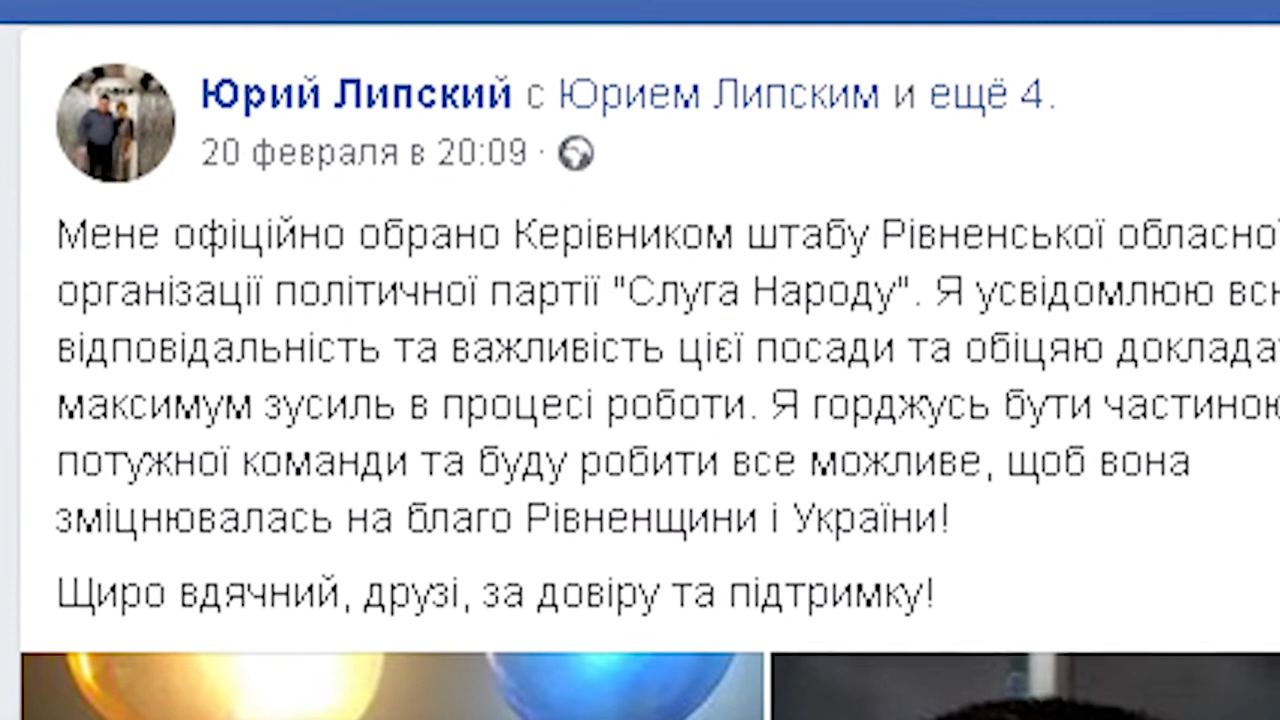 Юрий Липский с Юрием Липским и ещё 4.
20 февраля в 20:09 ·
Мене офіційно обрано Керівником штабу Рівненської обласної
організації політичної партії "Слуга Народу". Я усвідомлюю
відповідальність та важливість цієї посади та обіцяю
максимум зусиль в процесі роботи. Я горджусь бути частиною
потужної команди та буду робити все можливе, щоб вона
зміцнювалась на благо Рівненщини і України!
Щиро вдячний, друзі, за довіру та підтримку!